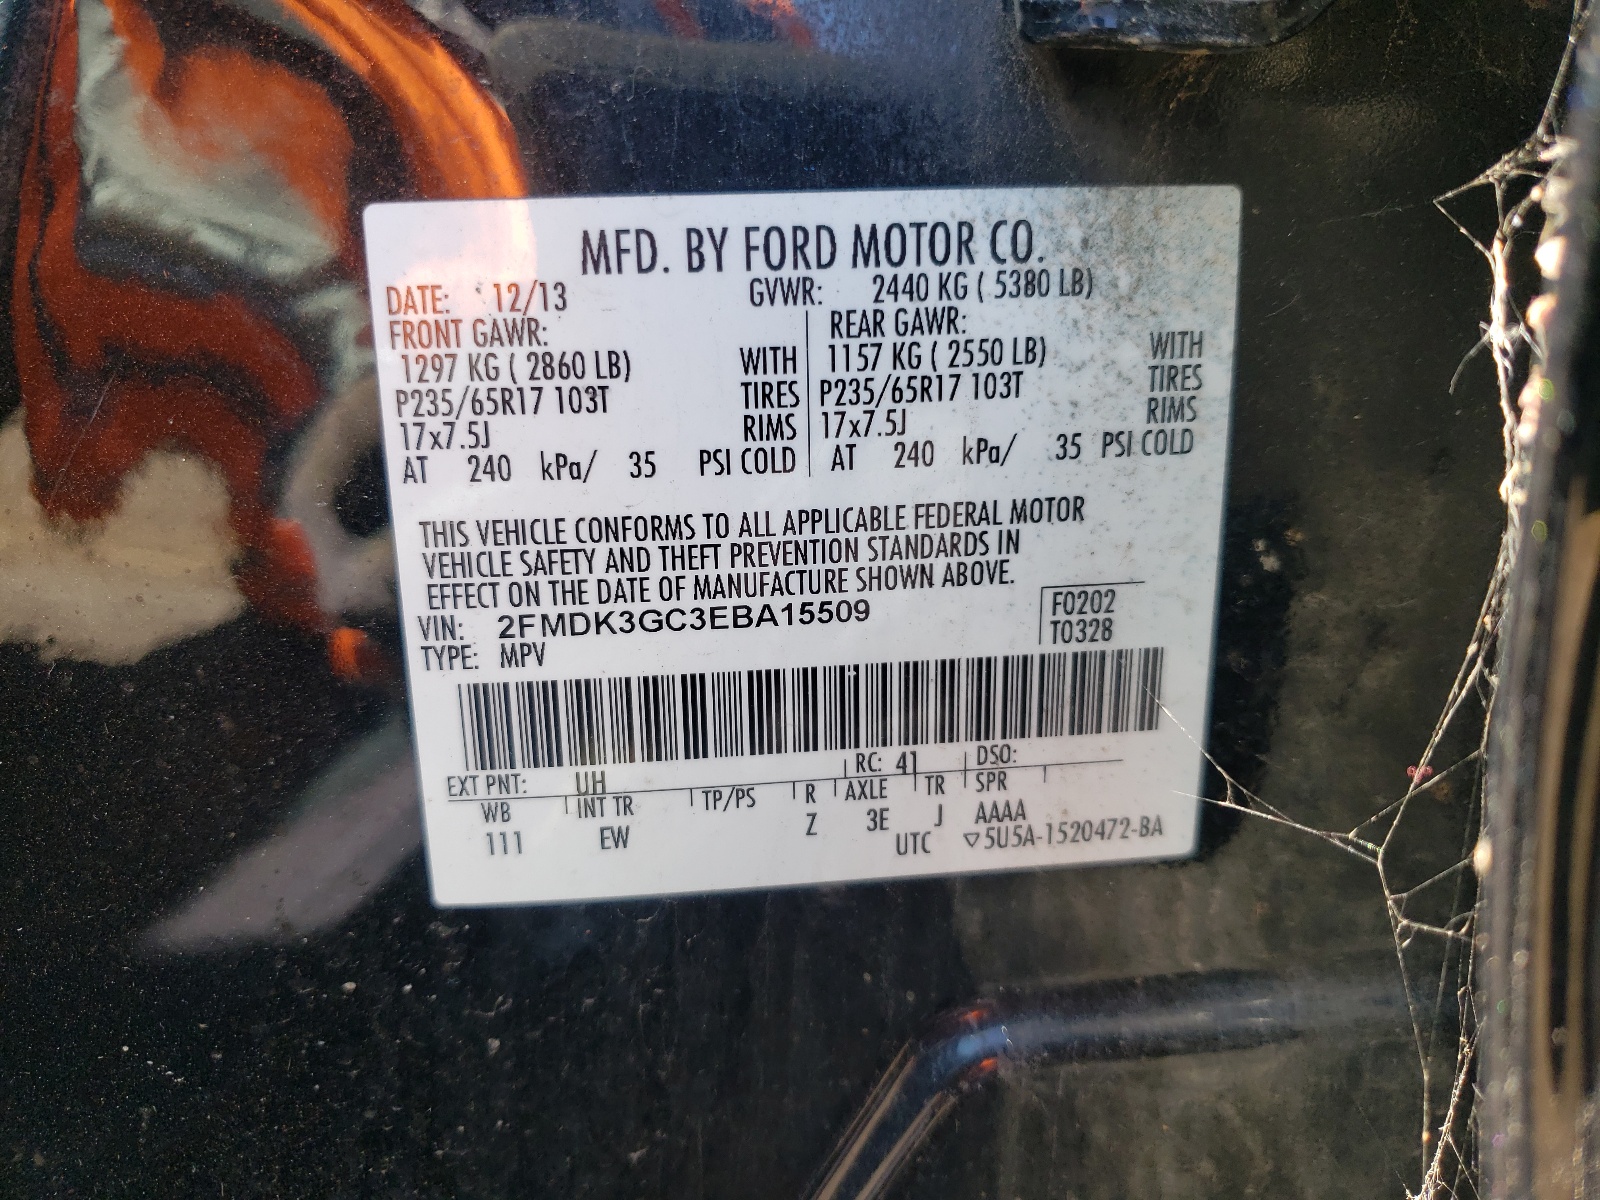 MFD. BY FORD MOTOR CO.
DATE: 12/13 GVWR: 2440 KG ( 5380 LB)
FRONT GAWR: REAR GAWR:
1297 KG ( 2860 LB) WITH 1157 KG ( 2550 LB) WITH
P235/65R17 103T TIRES P235/65R17 103T TIRES
17x7.5J RIMS 17x7.5J RIMS
AT 240 kPa/ 35 PSI COLD AT 240 kPa/ 35 PSI COLD
THIS VEHICLE CONFORMS TO ALL APPLICABLE FEDERAL MOTOR
VEHICLE SAFETY AND THEFT PREVENTION STANDARDS IN
EFFECT ON THE DATE OF MANUFACTURE SHOWN ABOVE.
VIN: 2FMDK3GC3EBA15509 F0202
TYPE: MPV T0328
EXT PNT: UH RC: 41 DSO:
WB INT TR TP/PS R AXLE TR SPR
111 EW Z 3E J AAAA
UTC ▽5U5A-1520472-BA